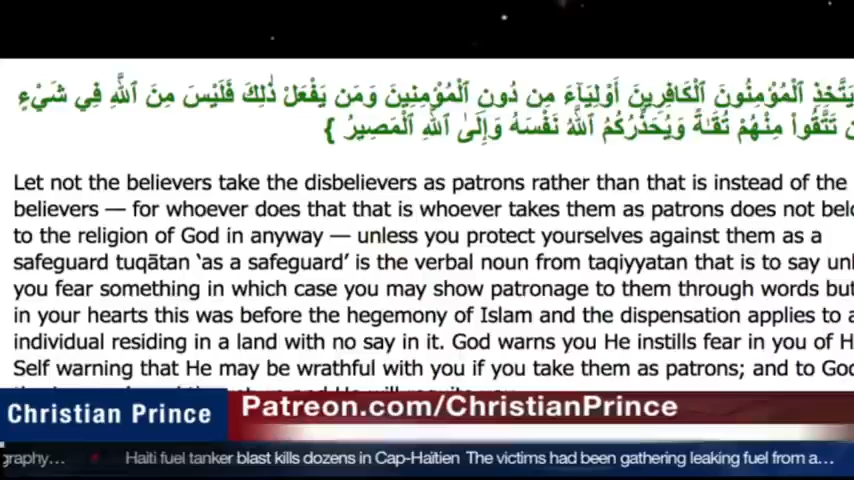 يَتَّخِذِ ٱلْمُؤْمِنُونَ ٱلْكَافِرِينَ أَوْلِيَآءَ مِن دُونِ ٱلْمُؤْمِنِينَ وَمَن يَفْعَلْ ذٰلِكَ فَلَيْسَ مِنَ ٱللَّهِ فِي شَيْءٍ
تَتَّقُواْ مِنْهُمْ تُقَـٰةً وَيُحَذِّرُكُمُ ٱللَّهُ نَفْسَهُ وَإِلَىٰ ٱللَّهِ ٱلْمَصِيرُ }
Let not the believers take the disbelievers as patrons rather than that is instead of the
believers — for whoever does that that is whoever takes them as patrons does not
to the religion of God in anyway — unless you protect yourselves against them as a
safeguard tuqātan ‘as a safeguard’ is the verbal noun from taqiyyatan that is to say
you fear something in which case you may show patronage to them through words but
in your hearts this was before the hegemony of Islam and the dispensation applies to
individual residing in a land with no say in it. God warns you He instills fear in you of
Self warning that He may be wrathful with you if you take them as patrons; and to God
Christian Prince
Patreon.com/ChristianPrince
graphy... Haiti fuel tanker blast kills dozens in Cap-Haïtien The victims had been gathering leaking fuel from a...